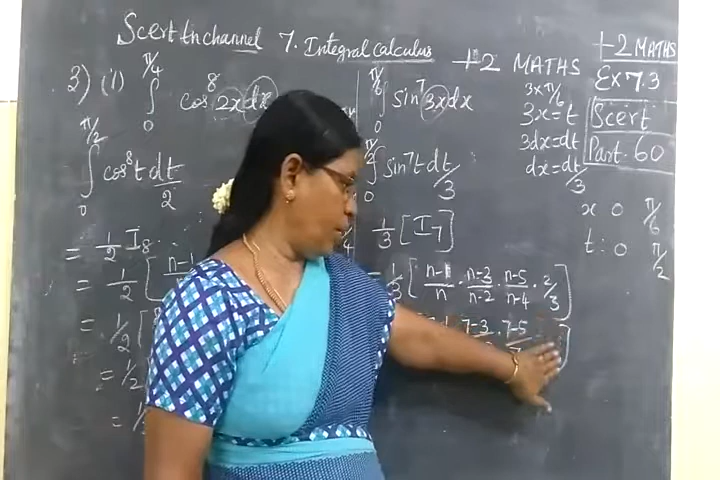 Scert tn channel 7. Integral calculus
+2 MATHS
+2 MATHS
Ex 7.3
Scert
Part. 60
3) (i) ∫₀^{π/4} cos⁸ 2x dx
∫₀^{π/2} cos⁸t dt/2
= 1/2 I₈
= 1/2 [ n-1/n
= 1/2 [
= 1/2
=
∫₀^{π/6} Sin⁷ 3x dx
Sin⁷t dt/3
1/3 [I₇]
= 1/3 [ n-1/n · n-3/n-2 · n-5/n-4 · 2/3 ]
7-3 · 7-5
3×π/6
3x = t
3dx = dt
dx = dt/3
x 0 π/6
t: 0 π/2